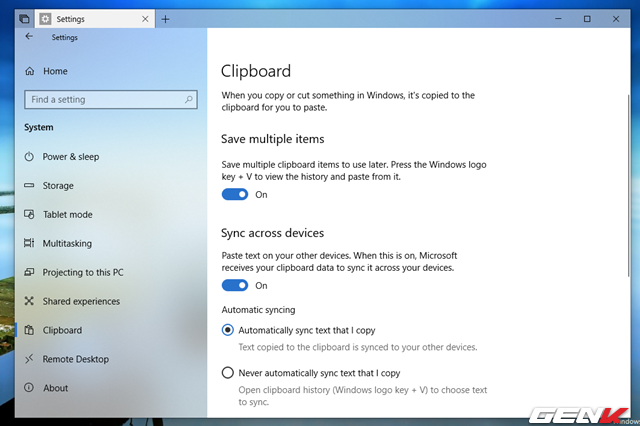 Settings
Settings
Home
Find a setting
System
Power & sleep
Storage
Tablet mode
Multitasking
Projecting to this PC
Shared experiences
Clipboard
Remote Desktop
About
Clipboard
When you copy or cut something in Windows, it's copied to the
clipboard for you to paste.
Save multiple items
Save multiple clipboard items to use later. Press the Windows logo
key + V to view the history and paste from it.
On
Sync across devices
Paste text on your other devices. When this is on, Microsoft
receives your clipboard data to sync it across your devices.
On
Automatic syncing
Automatically sync text that I copy
Text copied to the clipboard is synced to your other devices.
Never automatically sync text that I copy
Open clipboard history (Windows logo key + V) to choose text
to sync.
GENK